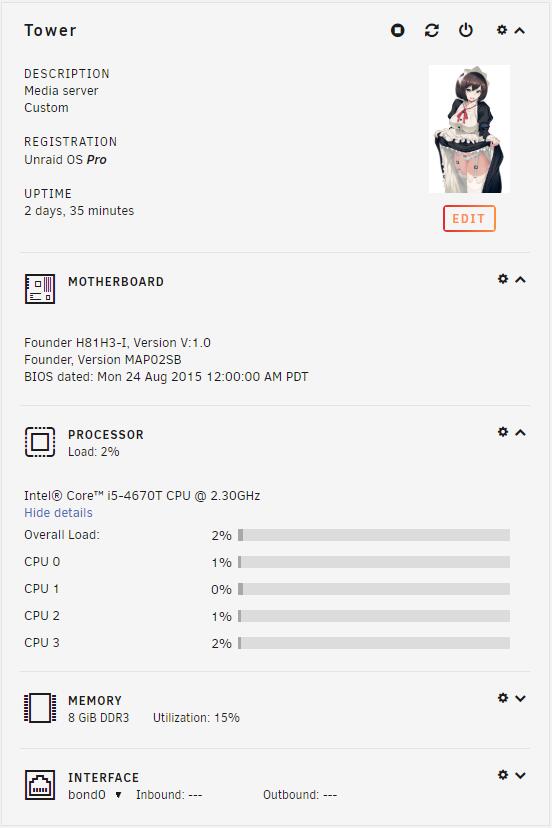 Tower
DESCRIPTION
Media server
Custom
REGISTRATION
Unraid OS Pro
UPTIME
2 days, 35 minutes
EDIT
MOTHERBOARD
Founder H81H3-I, Version V:1.0
Founder, Version MAP02SB
BIOS dated: Mon 24 Aug 2015 12:00:00 AM PDT
PROCESSOR
Load: 2%
Intel® Core™ i5-4670T CPU @ 2.30GHz
Hide details
Overall Load: 2%
CPU 0 1%
CPU 1 0%
CPU 2 1%
CPU 3 2%
MEMORY
8 GiB DDR3 Utilization: 15%
INTERFACE
bond0 Inbound: --- Outbound: ---